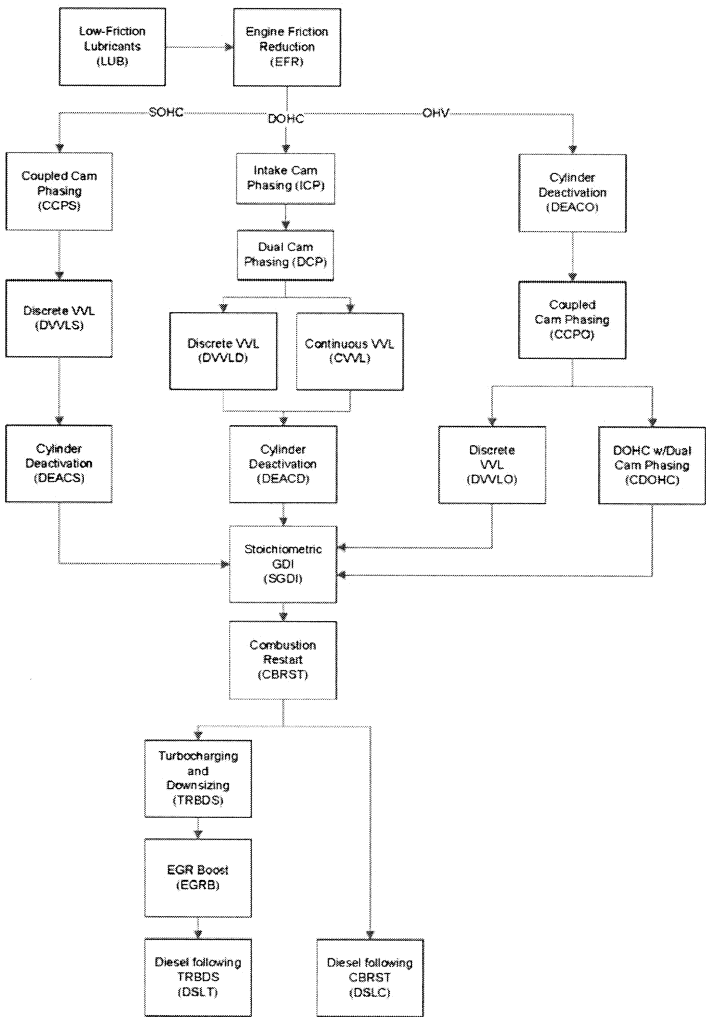 Low-Friction
Lubricants
(LUB)
Engine Friction
Reduction
(EFR)
SOHC
DOHC
OHV
Coupled Cam
Phasing
(CCPS)
Intake Cam
Phasing (ICP)
Cylinder
Deactivation
(DEACO)
Dual Cam
Phasing (DCP)
Discrete VVL
(DVVLS)
Discrete VVL
(DVVLD)
Continuous VVL
(CVVL)
Coupled
Cam Phasing
(CCPO)
Cylinder
Deactivation
(DEACS)
Cylinder
Deactivation
(DEACD)
Discrete
VVL
(DVVLO)
DOHC w/Dual
Cam Phasing
(CDOHC)
Stoichiometric
GDI
(SGDI)
Combustion
Restart
(CBRST)
Turbocharging
and
Downsizing
(TRBDS)
EGR Boost
(EGRB)
Diesel following
TRBDS
(DSLT)
Diesel following
CBRST
(DSLC)